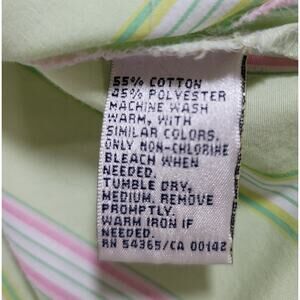 55% COTTON
45% POLYESTER
MACHINE WASH
WARM, WITH
SIMILAR COLORS.
ONLY NON-CHLORINE
BLEACH WHEN
NEEDED.
TUMBLE DRY,
MEDIUM. REMOVE
PROMPTLY.
WARM IRON IF
NEEDED.
RN 54365/CA 00142